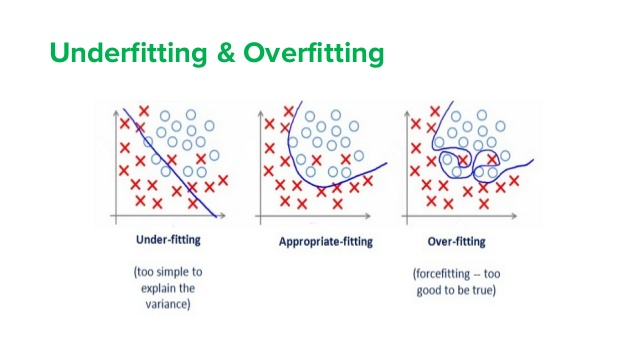 Underfitting & Overfitting
Under-fitting
(too simple to
explain the
variance)
Appropriate-fitting
Over-fitting
(forcefitting – too
good to be true)